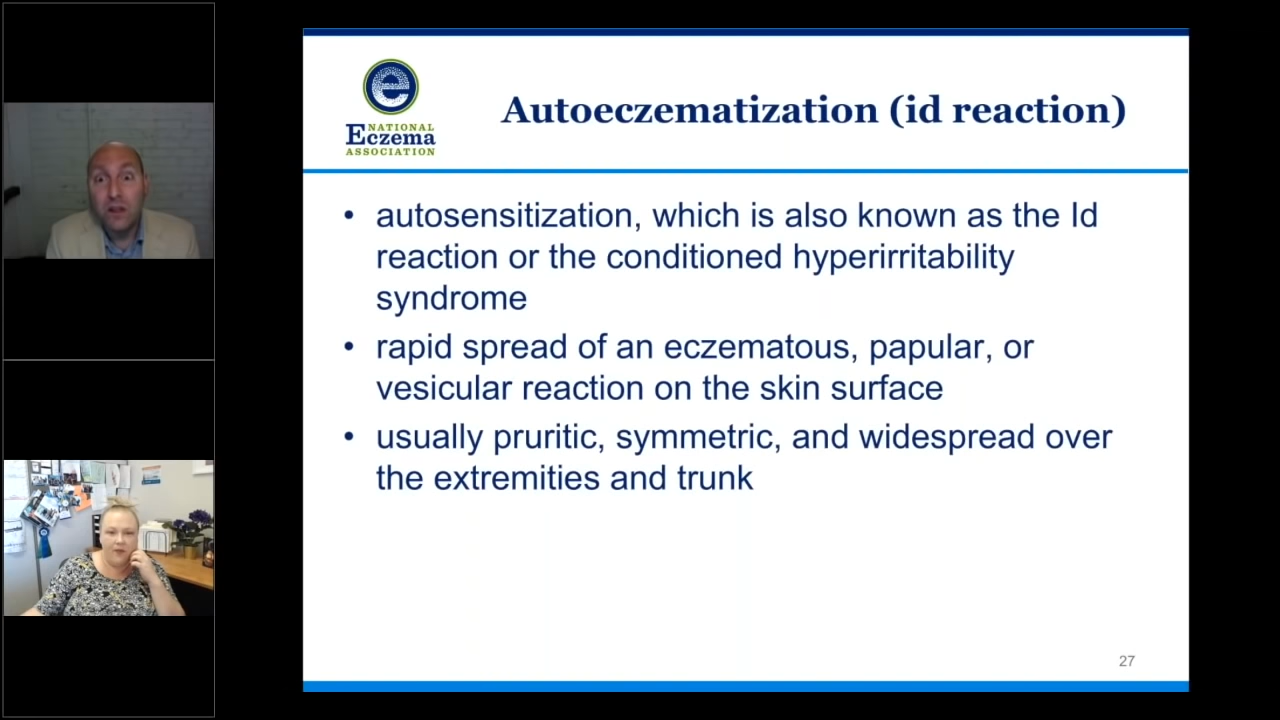 NATIONAL
Eczema
ASSOCIATION
Autoeczematization (id reaction)
• autosensitization, which is also known as the Id
reaction or the conditioned hyperirritability
syndrome
• rapid spread of an eczematous, papular, or
vesicular reaction on the skin surface
• usually pruritic, symmetric, and widespread over
the extremities and trunk
27